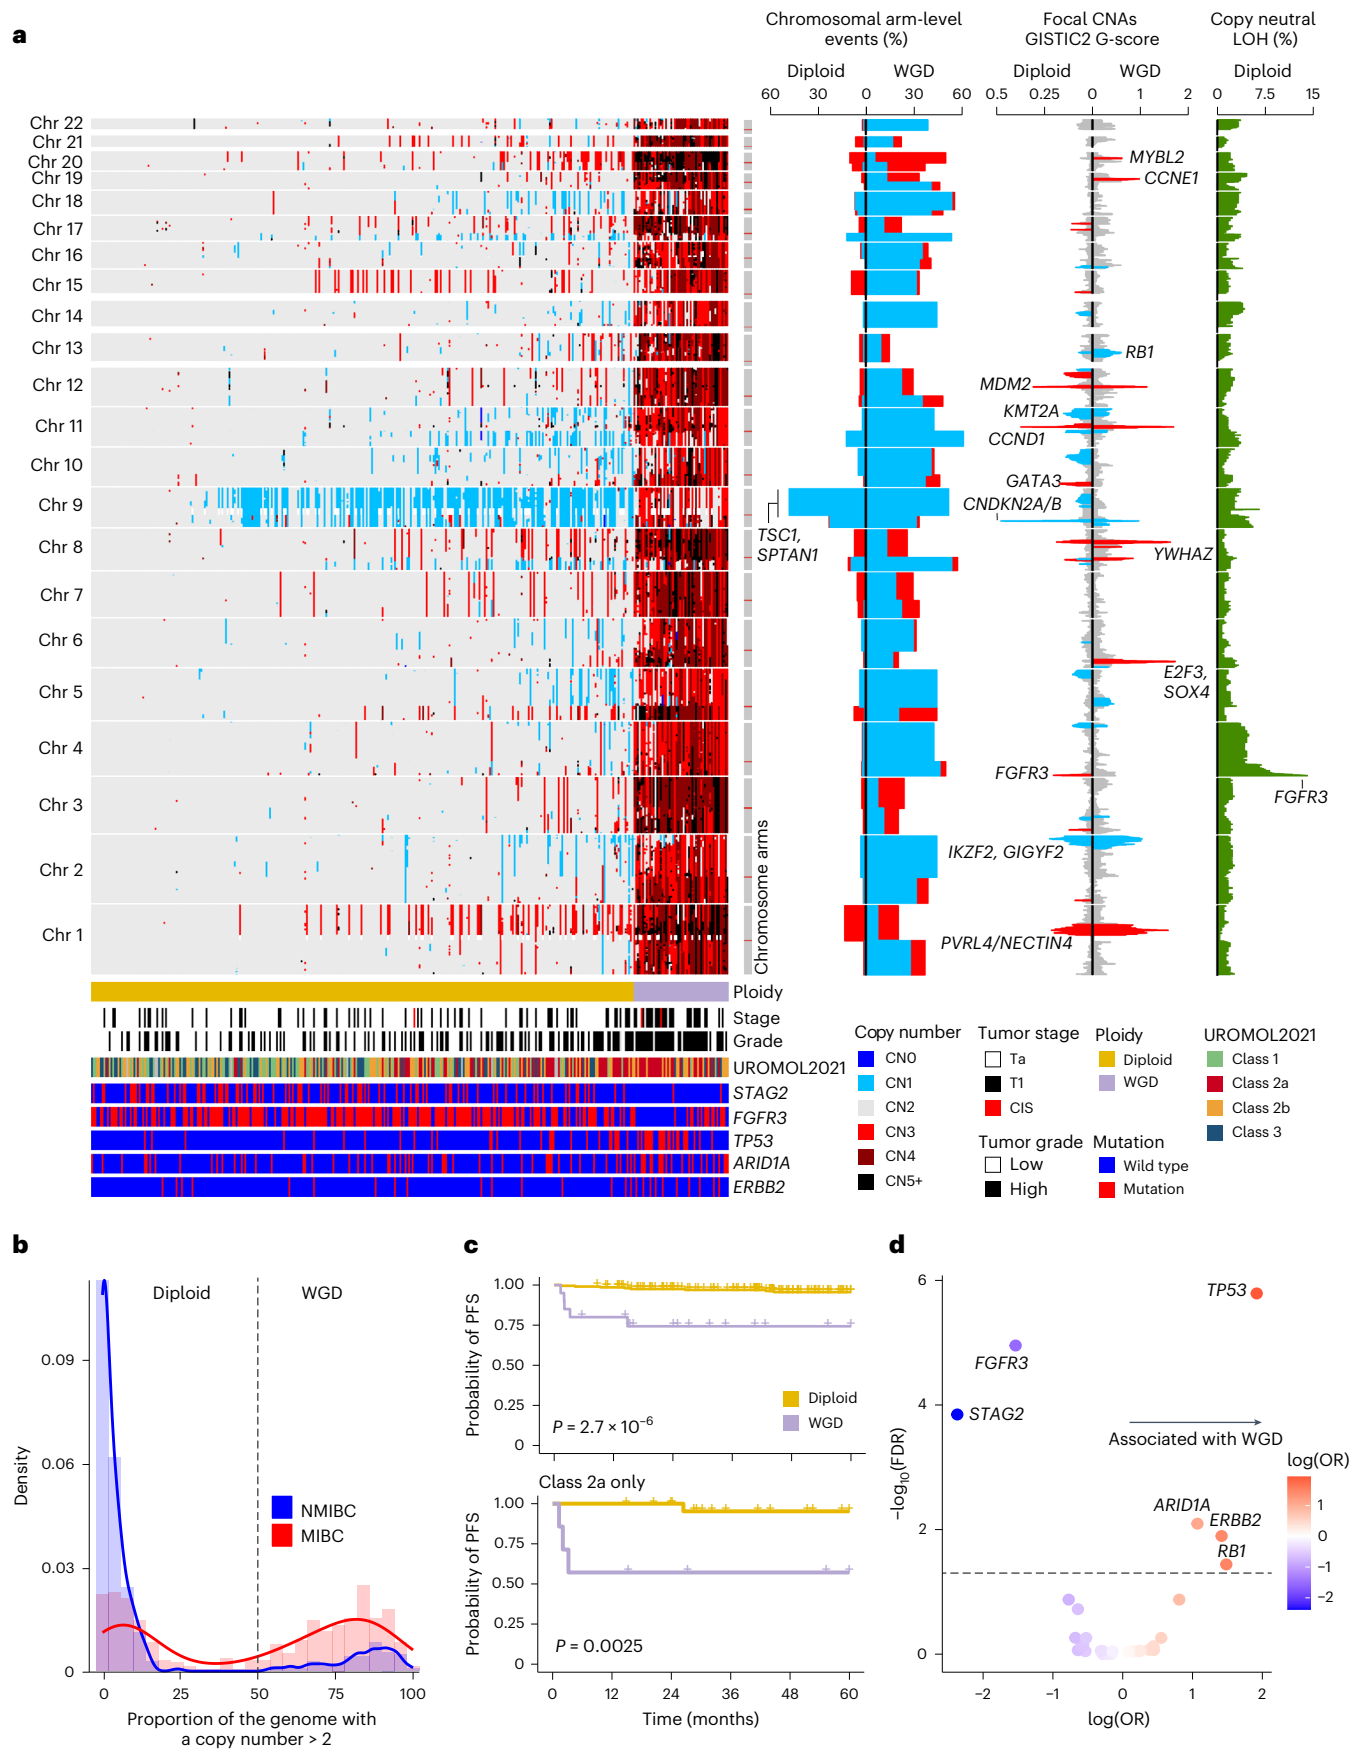 a
Chromosomal arm-level
events (%)
Focal CNAs
GISTIC2 G-score
Copy neutral
LOH (%)
Diploid WGD
Diploid WGD
Diploid
60 30 0 30 60
0.5 0.25 0 1 2
0 7.5 15
Chr 22
Chr 21
Chr 20
Chr 19
Chr 18
Chr 17
Chr 16
Chr 15
Chr 14
Chr 13
Chr 12
Chr 11
Chr 10
Chr 9
Chr 8
Chr 7
Chr 6
Chr 5
Chr 4
Chr 3
Chr 2
Chr 1
Chromosome arms
TSC1,
SPTAN1
MYBL2
CCNE1
RB1
MDM2
KMT2A
CCND1
GATA3
CNDKN2A/B
YWHAZ
E2F3,
SOX4
FGFR3
FGFR3
IKZF2, GIGYF2
PVRL4/NECTIN4
Ploidy
Stage
Grade
UROMOL2021
STAG2
FGFR3
TP53
ARID1A
ERBB2
Copy number
CN0
CN1
CN2
CN3
CN4
CN5+
Tumor stage
Ta
T1
CIS
Tumor grade
Low
High
Ploidy
Diploid
WGD
Mutation
Wild type
Mutation
UROMOL2021
Class 1
Class 2a
Class 2b
Class 3
b
Diploid WGD
Density
0.09
0.06
0.03
0
NMIBC
MIBC
0 25 50 75 100
Proportion of the genome with
a copy number > 2
c
Probability of PFS
1.00
0.75
0.50
0.25
0
P = 2.7 × 10⁻⁶
Diploid
WGD
Class 2a only
Probability of PFS
1.00
0.75
0.50
0.25
0
P = 0.0025
0 12 24 36 48 60
Time (months)
d
−log₁₀(FDR)
6
4
2
0
TP53
FGFR3
STAG2
Associated with WGD
ARID1A
ERBB2
RB1
log(OR)
1
0
−1
−2
−2 −1 0 1 2
log(OR)